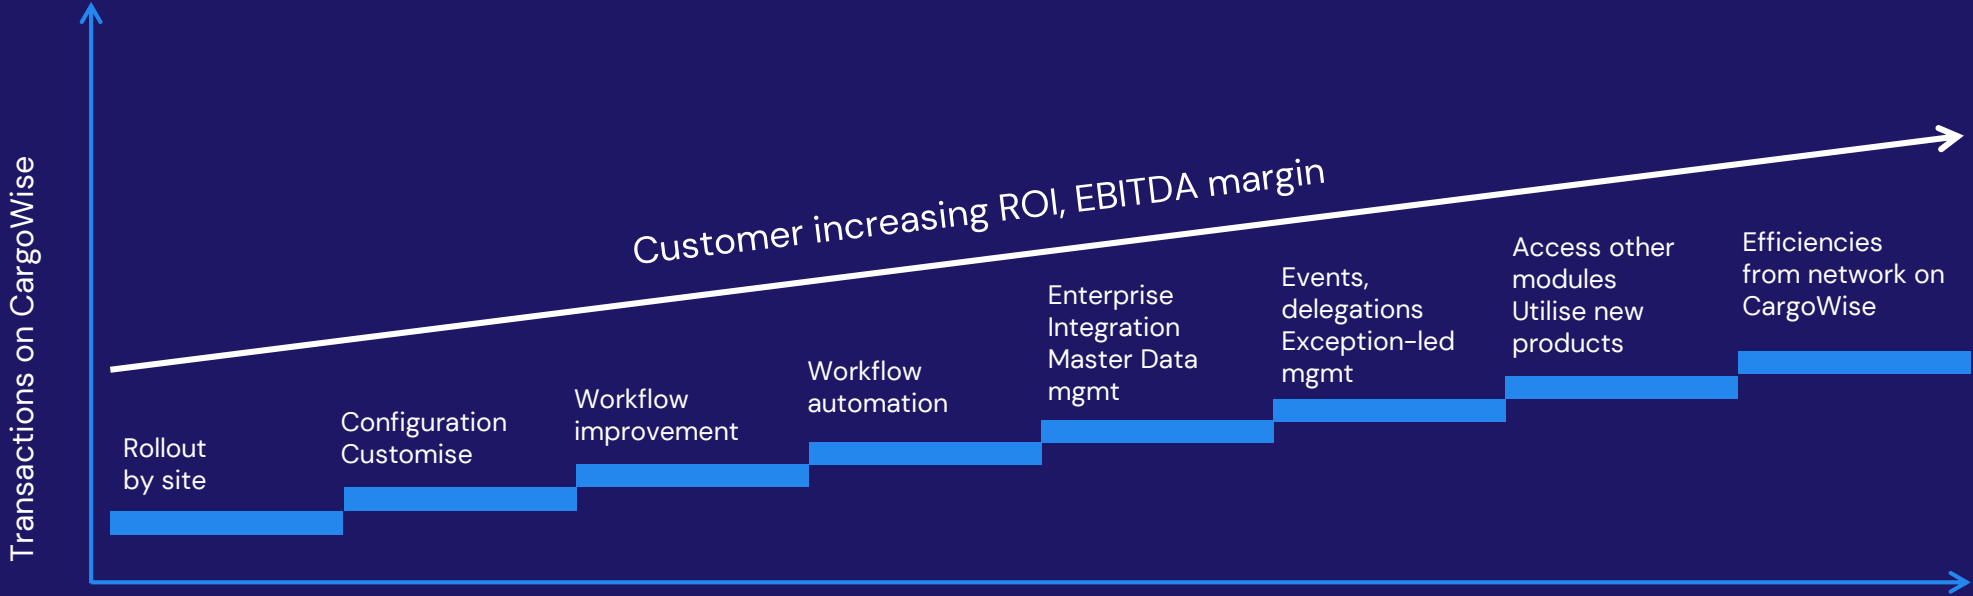 Transactions on CargoWise
Customer increasing ROI, EBITDA margin
Rollout
by site
Configuration
Customise
Workflow
improvement
Workflow
automation
Enterprise
Integration
Master Data
mgmt
Events,
delegations
Exception-led
mgmt
Access other
modules
Utilise new
products
Efficiencies
from network on
CargoWise